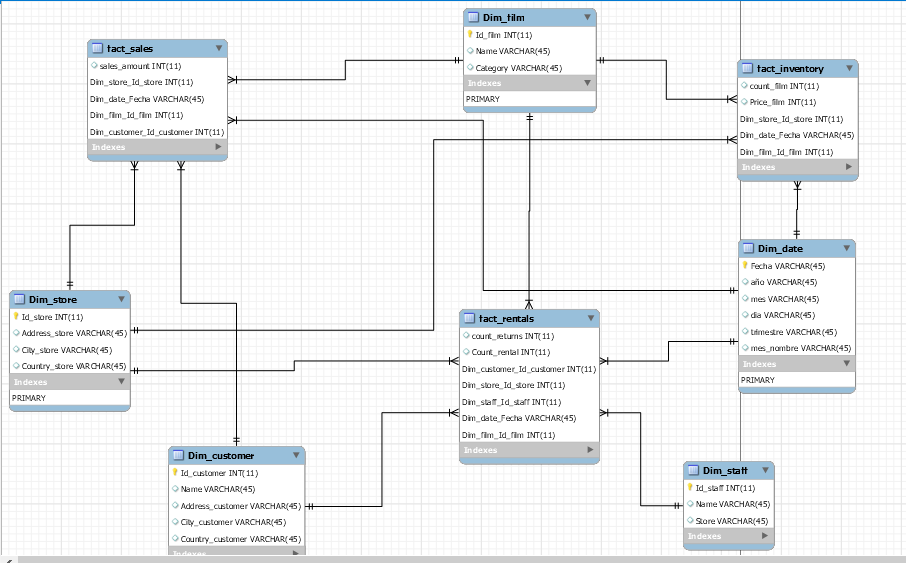 fact_sales
sales_amount INT(11)
Dim_store_Id_store INT(11)
Dim_date_Fecha VARCHAR(45)
Dim_film_Id_film INT(11)
Dim_customer_Id_customer INT(11)
Indexes
Dim_film
Id_film INT(11)
Name VARCHAR(45)
Category VARCHAR(45)
Indexes
PRIMARY
fact_inventory
count_film INT(11)
Price_film INT(11)
Dim_store_Id_store INT(11)
Dim_date_Fecha VARCHAR(45)
Dim_film_Id_film INT(11)
Indexes
Dim_store
Id_store INT(11)
Address_store VARCHAR(45)
City_store VARCHAR(45)
Country_store VARCHAR(45)
Indexes
PRIMARY
fact_rentals
count_returns INT(11)
Count_rental INT(11)
Dim_customer_Id_customer INT(11)
Dim_store_Id_store INT(11)
Dim_staff_Id_staff INT(11)
Dim_date_Fecha VARCHAR(45)
Dim_film_Id_film INT(11)
Indexes
Dim_date
Fecha VARCHAR(45)
año VARCHAR(45)
mes VARCHAR(45)
dia VARCHAR(45)
trimestre VARCHAR(45)
mes_nombre VARCHAR(45)
Indexes
PRIMARY
Dim_customer
Id_customer INT(11)
Name VARCHAR(45)
Address_customer VARCHAR(45)
City_customer VARCHAR(45)
Country_customer VARCHAR(45)
Indexes
Dim_staff
Id_staff INT(11)
Name VARCHAR(45)
Store VARCHAR(45)
Indexes